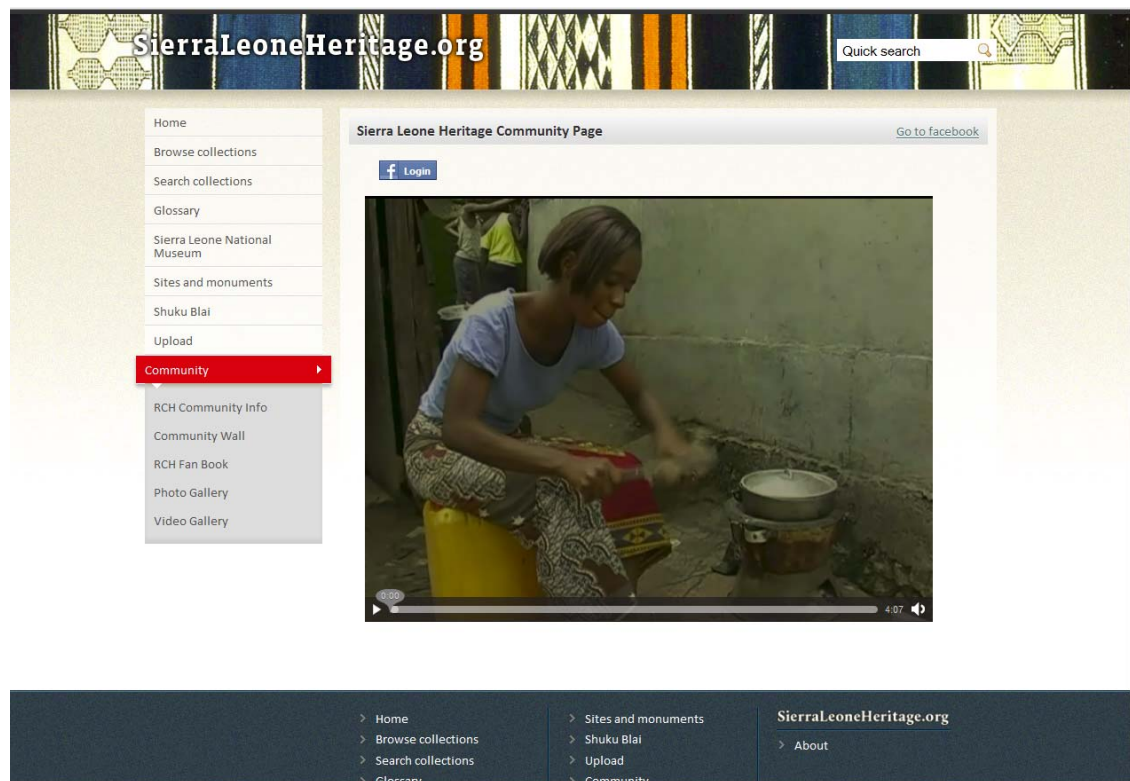 SierraLeoneHeritage.org
Quick search
Home
Browse collections
Search collections
Glossary
Sierra Leone National
Museum
Sites and monuments
Shuku Blai
Upload
Community
RCH Community Info
Community Wall
RCH Fan Book
Photo Gallery
Video Gallery
Sierra Leone Heritage Community Page
Go to facebook
f Login
0:00
4:07
> Home
> Browse collections
> Search collections
> Glossary
> Sites and monuments
> Shuku Blai
> Upload
> Community
SierraLeoneHeritage.org
> About